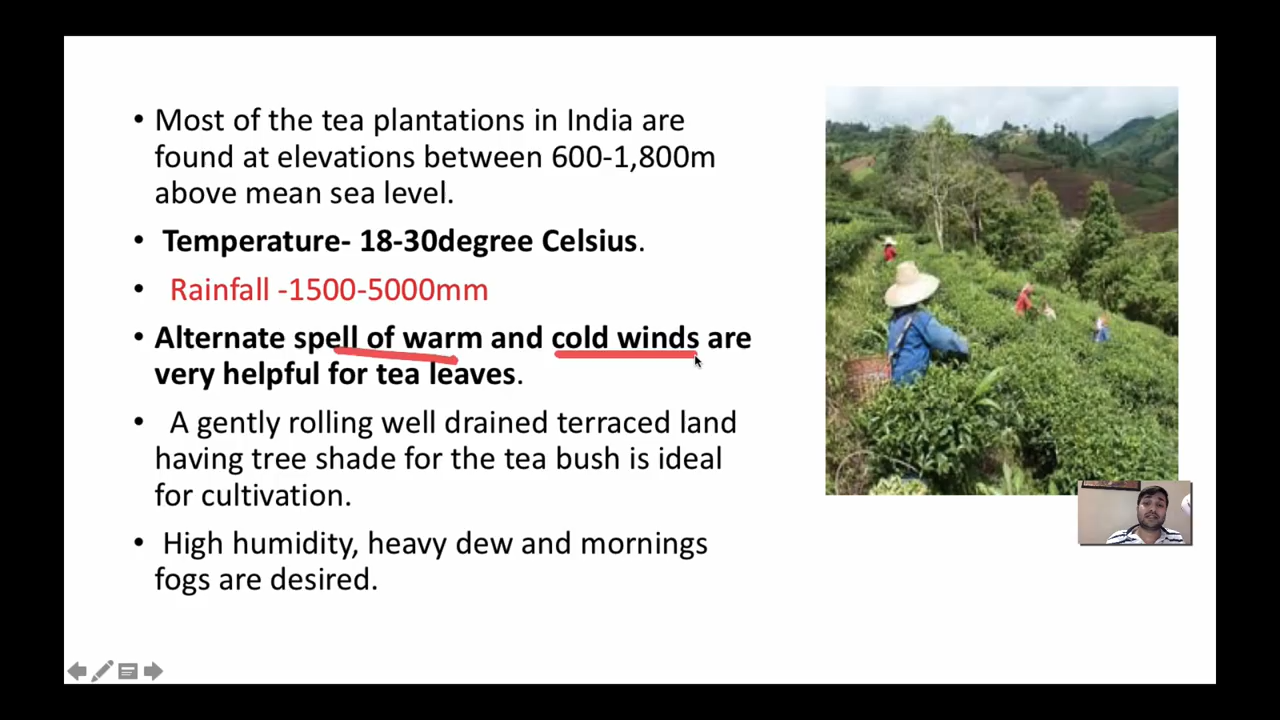 • Most of the tea plantations in India are
found at elevations between 600-1,800m
above mean sea level.
• Temperature- 18-30degree Celsius.
• Rainfall -1500-5000mm
• Alternate spell of warm and cold winds are
very helpful for tea leaves.
• A gently rolling well drained terraced land
having tree shade for the tea bush is ideal
for cultivation.
• High humidity, heavy dew and mornings
fogs are desired.